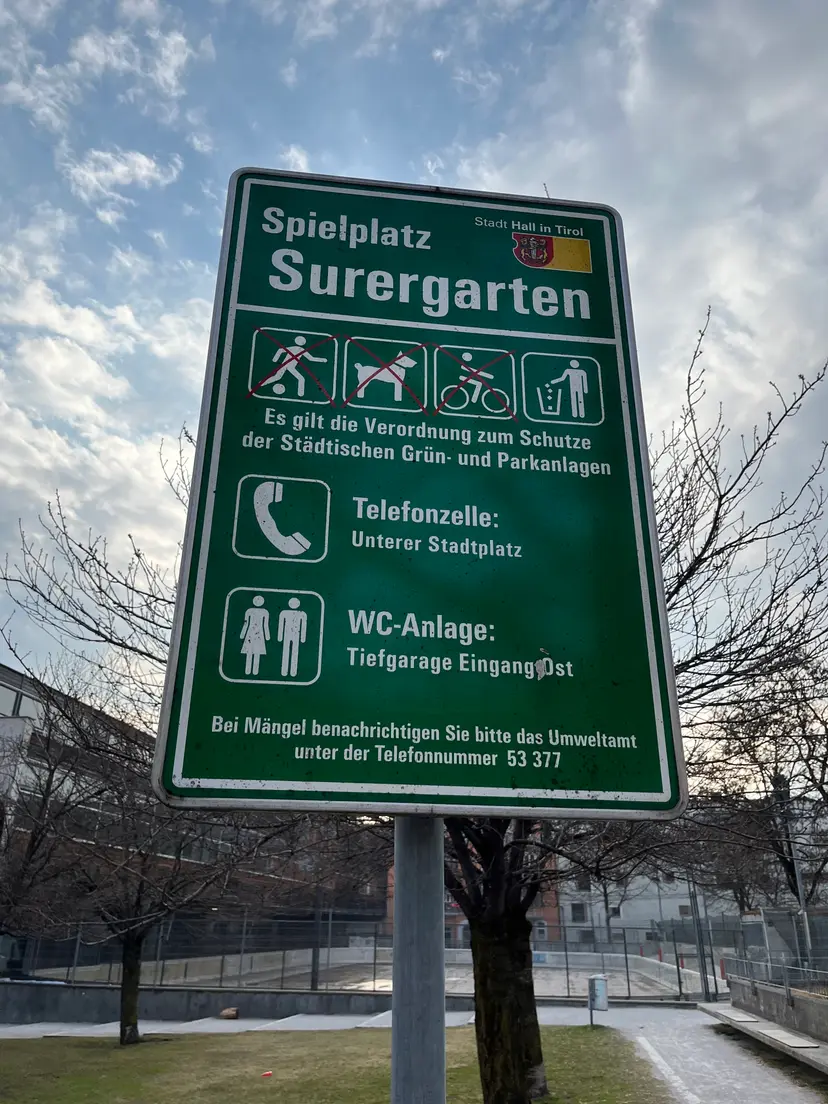 Spielplatz
Stadt Hall in Tirol
Surergarten
Es gilt die Verordnung zum Schutze
der Städtischen Grün- und Parkanlagen
Telefonzelle:
Unterer Stadtplatz
WC-Anlage:
Tiefgarage Eingang Ost
Bei Mängel benachrichtigen Sie bitte das Umweltamt
unter der Telefonnummer 53 377